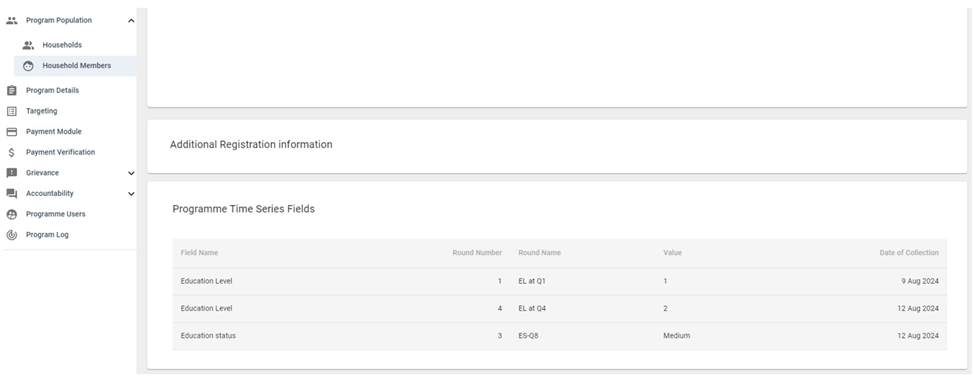 Program Population
Households
Household Members
Program Details
Targeting
Payment Module
Payment Verification
Grievance
Accountability
Programme Users
Program Log
Additional Registration information
Programme Time Series Fields
Field Name Round Number Round Name Value Date of Collection
Education Level 1 EL at Q1 1 9 Aug 2024
Education Level 4 EL at Q4 2 12 Aug 2024
Education status 3 ES-Q8 Medium 12 Aug 2024